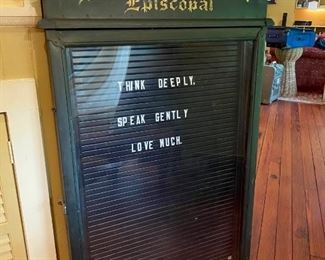 Episcopal
THINK DEEPLY.
SPEAK GENTLY
LOVE MUCH.